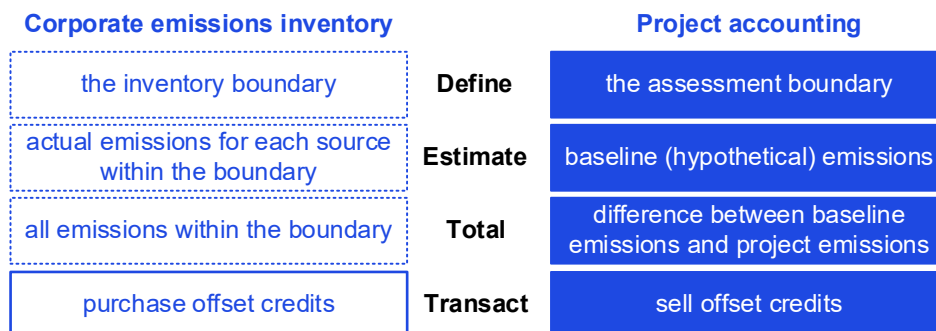 Corporate emissions inventory
Project accounting
the inventory boundary
Define
the assessment boundary
actual emissions for each source
within the boundary
Estimate
baseline (hypothetical) emissions
all emissions within the boundary
Total
difference between baseline
emissions and project emissions
purchase offset credits
Transact
sell offset credits